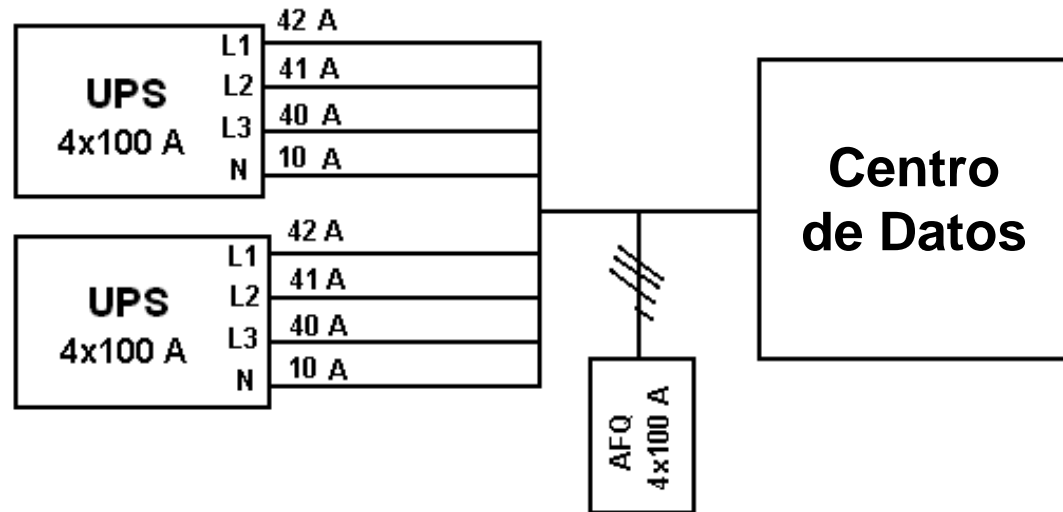 42 A
L1
41 A
UPS
L2
4x100 A
40 A
L3
10 A
N
42 A
L1
41 A
UPS
L2
4x100 A
40 A
L3
10 A
N
Centro
de Datos
AFQ
4x100 A